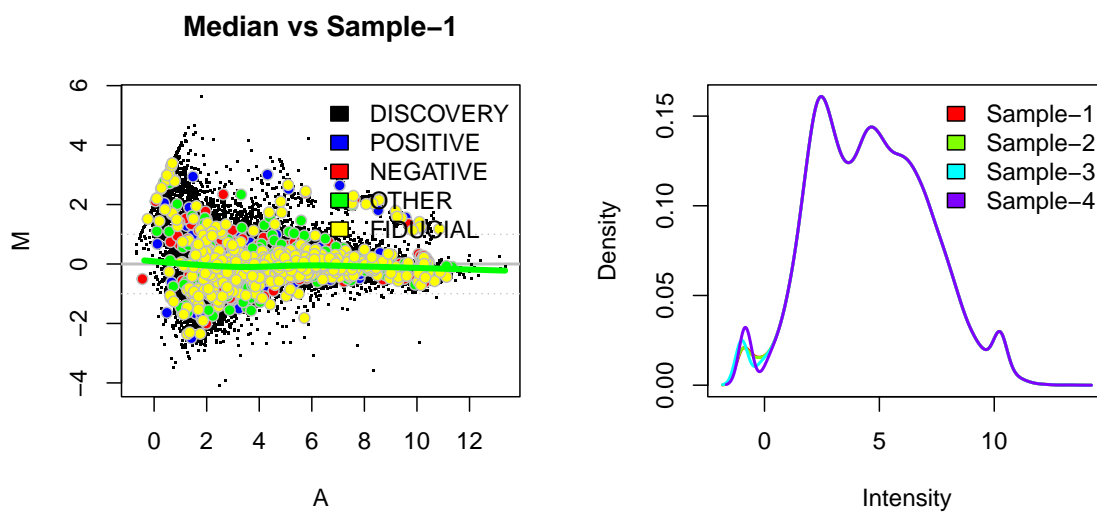 Median vs Sample−1
M
6
4
2
0
−2
−4
DISCOVERY
POSITIVE
NEGATIVE
OTHER
FIDUCIAL
0 2 4 6 8 10 12
A
Density
0.15
0.10
0.05
0.00
Sample−1
Sample−2
Sample−3
Sample−4
0 5 10
Intensity